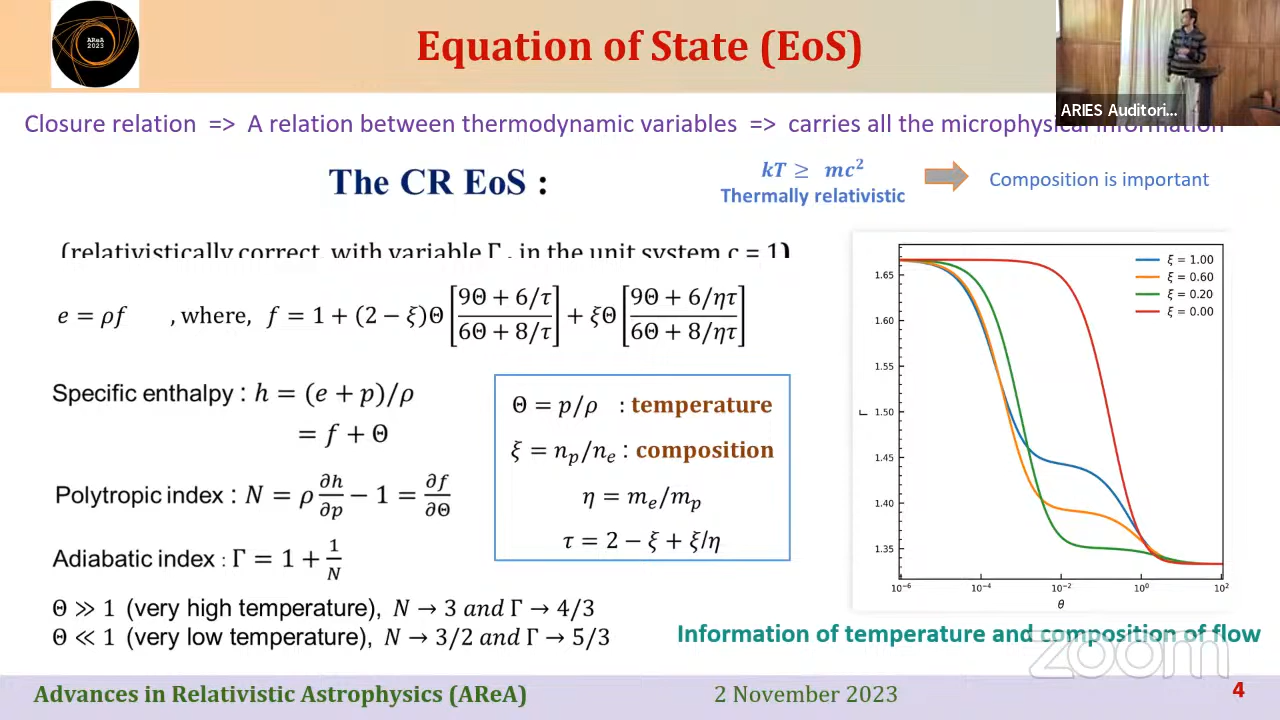 AReA
2023
Equation of State (EoS)
ARIES Auditori...
Closure relation => A relation between thermodynamic variables => carries all the microphysical information
The CR EoS :
kT ≥ mc²
Thermally relativistic
Composition is important
(relativistically correct, with variable Γ , in the unit system c = 1)
e = ρf , where, f = 1 + (2 − ξ)Θ [(9Θ + 6/τ)/(6Θ + 8/τ)] + ξΘ [(9Θ + 6/ητ)/(6Θ + 8/ητ)]
Specific enthalpy : h = (e + p)/ρ
= f + Θ
Polytropic index : N = ρ ∂h/∂p − 1 = ∂f/∂Θ
Adiabatic index : Γ = 1 + 1/N
Θ ≫ 1 (very high temperature), N → 3 and Γ → 4/3
Θ ≪ 1 (very low temperature), N → 3/2 and Γ → 5/3
Θ = p/ρ : temperature
ξ = nₚ/nₑ : composition
η = mₑ/mₚ
τ = 2 − ξ + ξ/η
ξ = 1.00
ξ = 0.60
ξ = 0.20
ξ = 0.00
1.65
1.60
1.55
1.50
1.45
1.40
1.35
Γ
10⁻⁶ 10⁻⁴ 10⁻² 10⁰ 10²
θ
Information of temperature and composition of flow
zoom
Advances in Relativistic Astrophysics (AReA) 2 November 2023 4